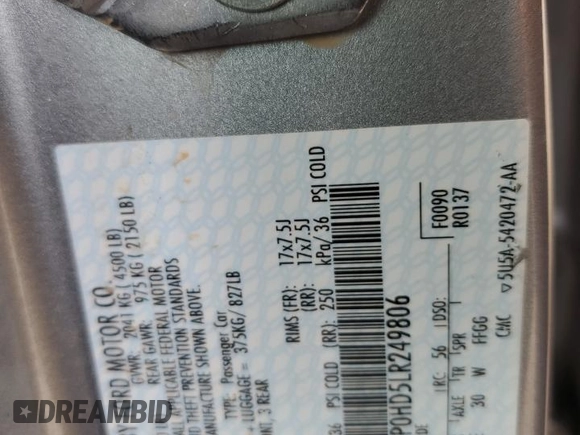 RD MOTOR CO.
GVWR: 2041 KG (4500 LB)
REAR GAWR: 975 KG (2150 LB)
ALL APPLICABLE FEDERAL MOTOR
THEFT PREVENTION STANDARDS
MANUFACTURE SHOWN ABOVE.
TYPE: Passenger Car
LUGGAGE = 375KG/ 827LB
3 REAR
RIMS (FR): 17x7.5J
(RR): 17x7.5J
36 PSI COLD (RR): 250 kPa/ 36 PSI COLD
P0HD5LR249806
F0090
R0137
RC: 56 DSO:
AXLE TR SPR
30 W FFGG
CMC ▽5U5A-5420472-AA
DREAMBID